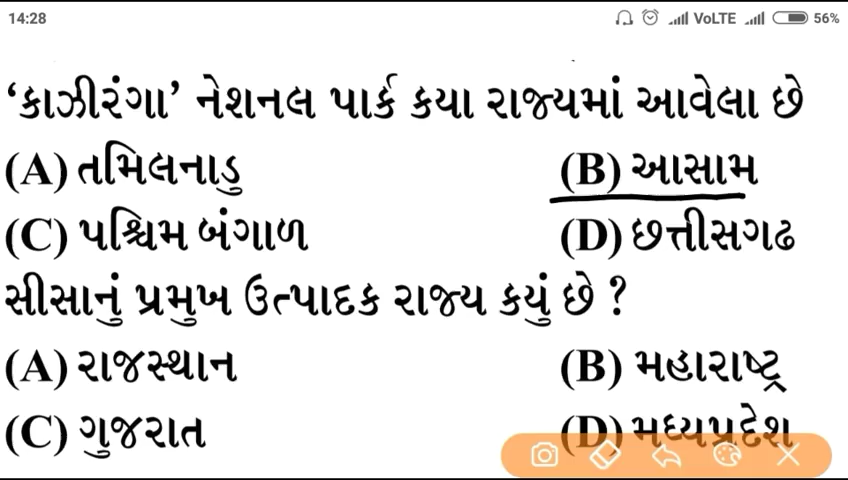 14:28 VoLTE 56%
‘કાઝીરંગા’ નેશનલ પાર્ક કયા રાજ્યમાં આવેલા છે
(A) તમિલનાડુ (B) આસામ
(C) પશ્ચિમ બંગાળ (D) છત્તીસગઢ
સીસાનું પ્રમુખ ઉત્પાદક રાજ્ય કયું છે ?
(A) રાજસ્થાન (B) મહારાષ્ટ્ર
(C) ગુજરાત (D) મધ્યપ્રદેશ